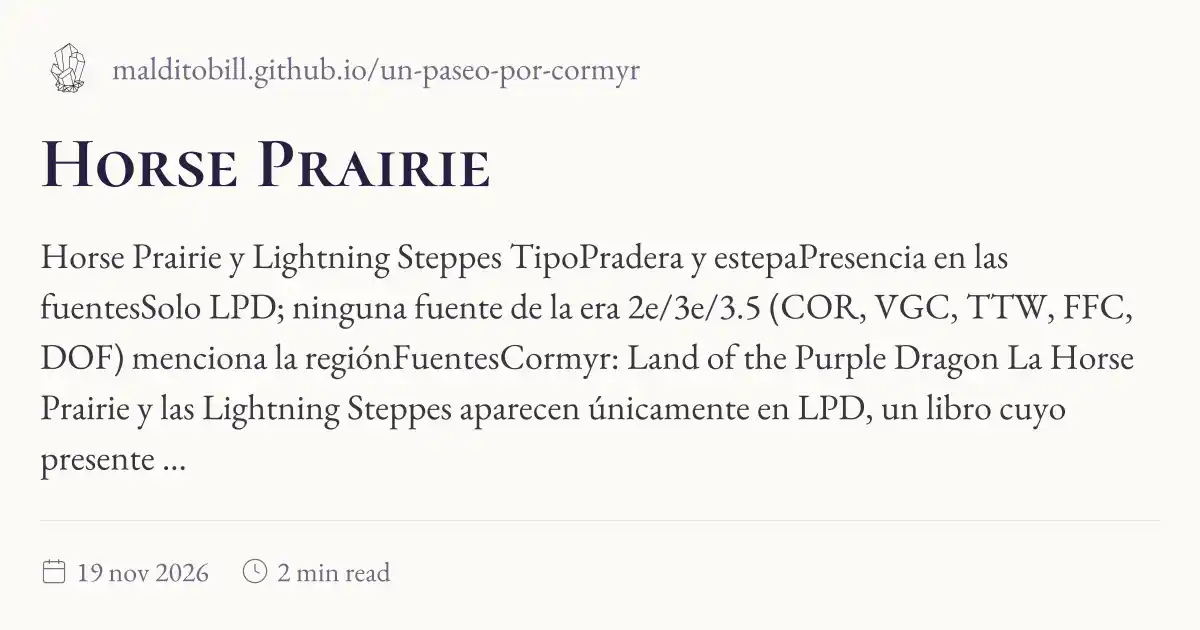 malditobill.github.io/un-paseo-por-cormyr
Horse Prairie
Horse Prairie y Lightning Steppes TipoPradera y estepaPresencia en las
fuentesSolo LPD; ninguna fuente de la era 2e/3e/3.5 (COR, VGC, TTW, FFC,
DOF) menciona la regiónFuentesCormyr: Land of the Purple Dragon La Horse
Prairie y las Lightning Steppes aparecen únicamente en LPD, un libro cuyo
presente ...
19 nov 2026
2 min read